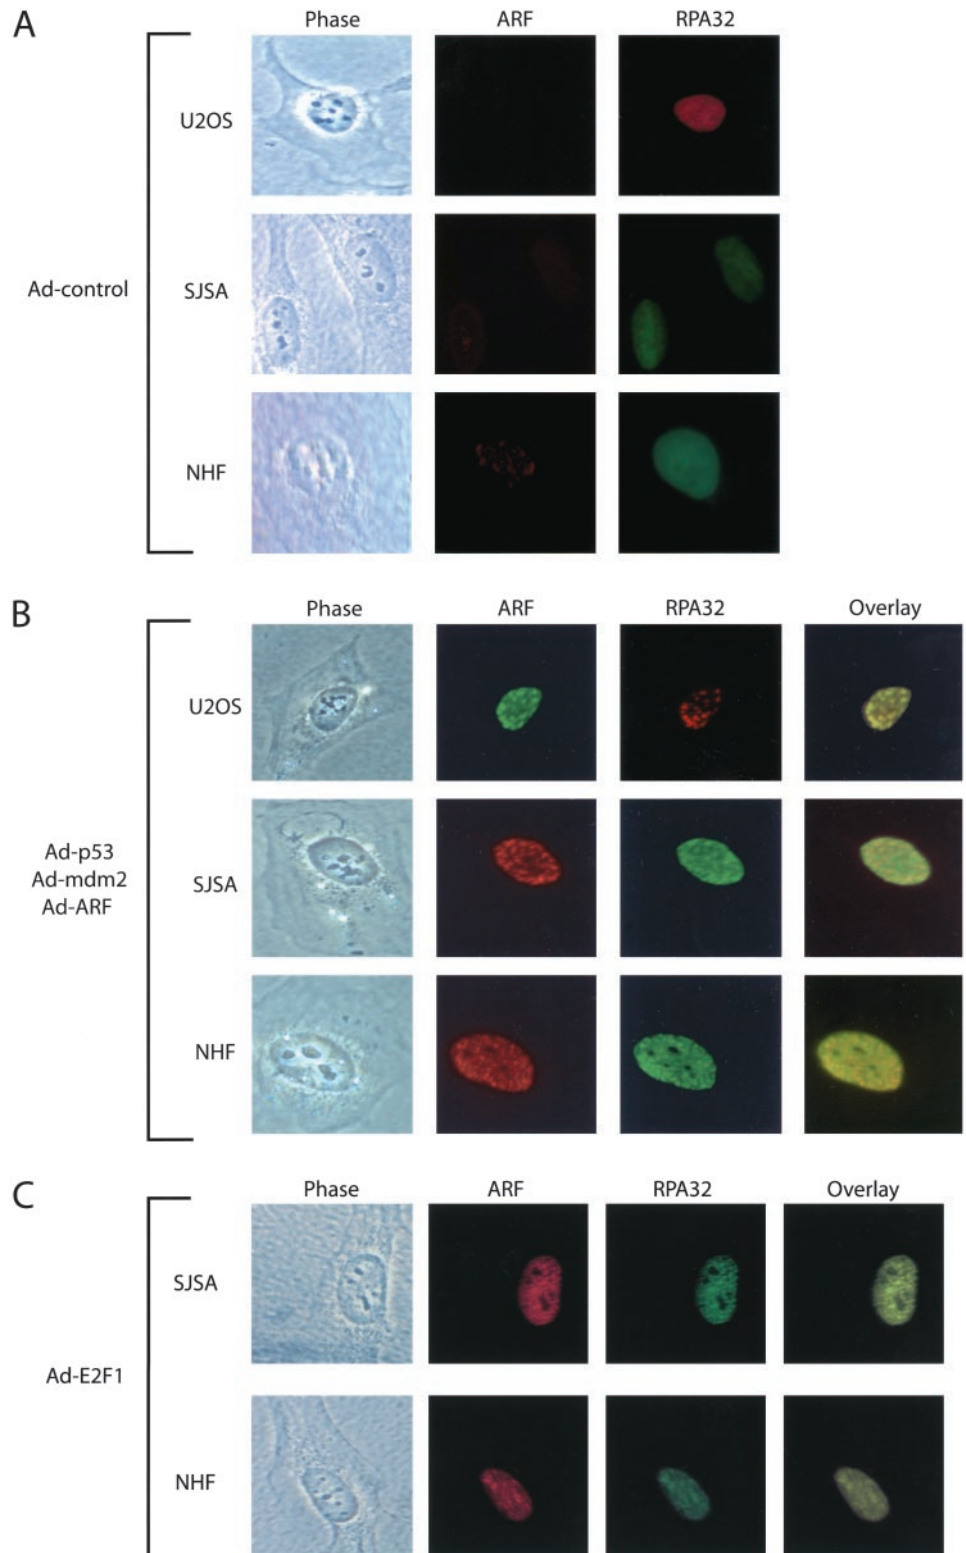 A
Phase ARF RPA32
U2OS
Ad-control
SJSA
NHF
B
Phase ARF RPA32 Overlay
U2OS
Ad-p53
Ad-mdm2
Ad-ARF
SJSA
NHF
C
Phase ARF RPA32 Overlay
SJSA
Ad-E2F1
NHF